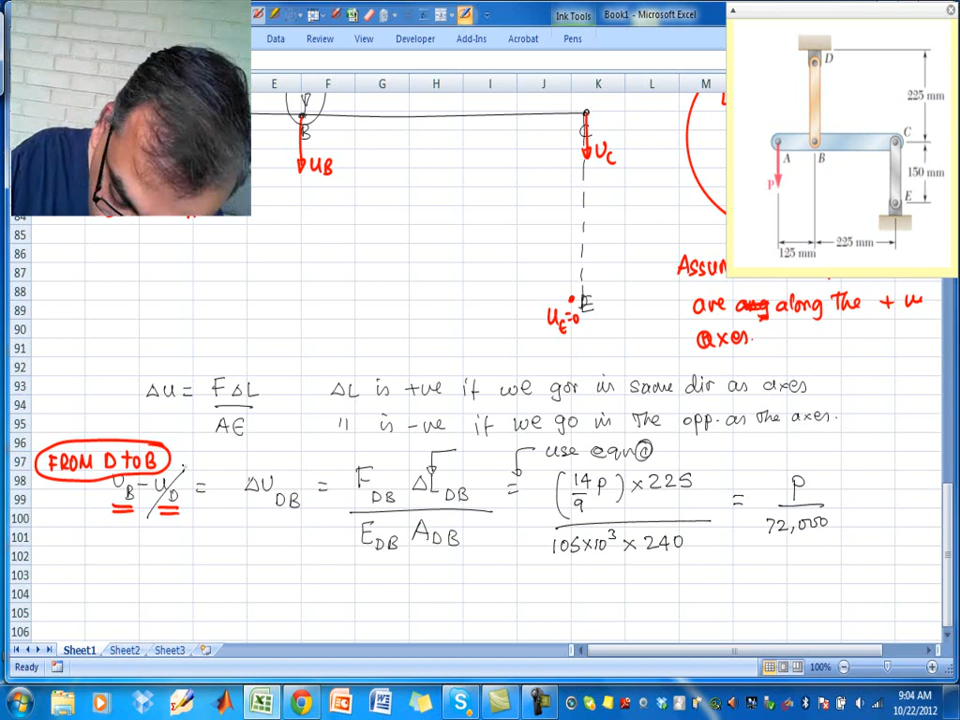 Ink Tools
Book1 - Microsoft Excel
Data Review View Developer Add-Ins Acrobat Pens
E F G H I J K L M
B
C
UB
UC
D
225 mm
A B C
150 mm
P
E
225 mm
125 mm
84
85
86
87
88
89
90
91
92
93
94
95
96
97
98
99
100
101
102
103
104
105
106
E
UE=0
Assum
are along the + u
axes.
Δu = FΔL / AE
ΔL is +ve if we gor in same dir as axes
" is -ve if we go in the opp. as the axes.
use eqn ①
FROM D TO B
UB - UD = ΔUDB = FDB ΔLDB / EDB ADB = (14/9 P) × 225 / 105×10³ × 240 = P / 72,000
Sheet1 Sheet2 Sheet3
Ready
100%
9:04 AM
10/22/2012